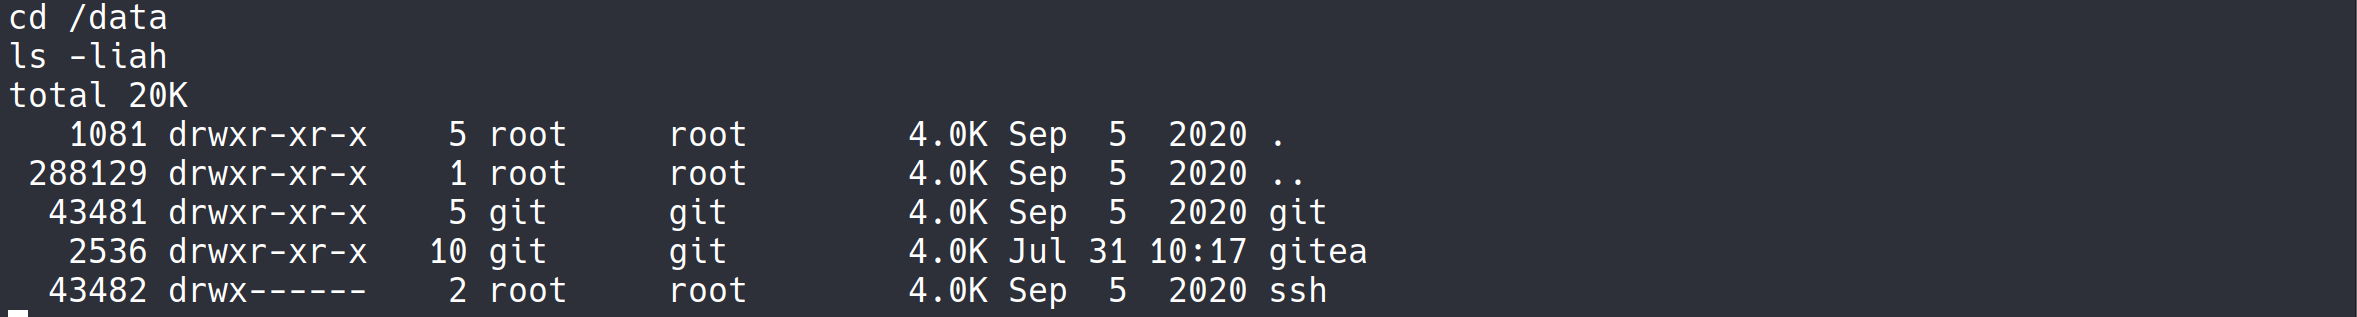 cd /data
ls -liah
total 20K
   1081 drwxr-xr-x    5 root     root        4.0K Sep  5  2020 .
 288129 drwxr-xr-x    1 root     root        4.0K Sep  5  2020 ..
  43481 drwxr-xr-x    5 git      git         4.0K Sep  5  2020 git
   2536 drwxr-xr-x   10 git      git         4.0K Jul 31 10:17 gitea
  43482 drwx------    2 root     root        4.0K Sep  5  2020 ssh